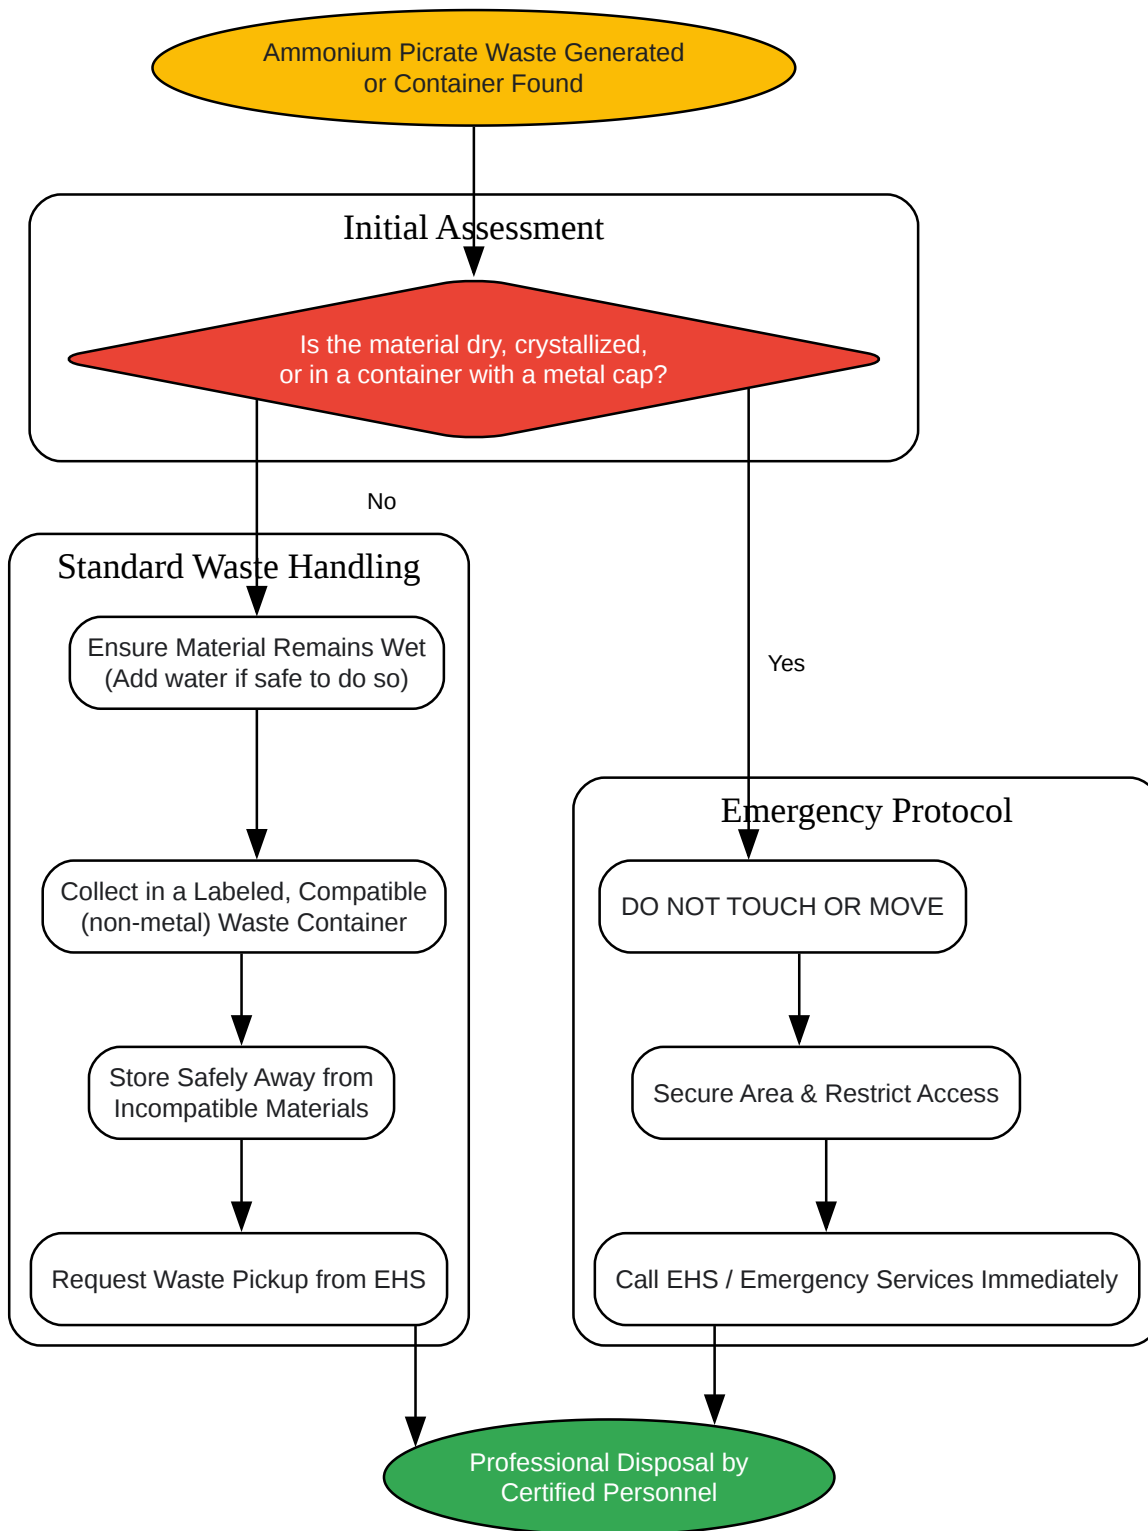 Ammonium Picrate Waste Generated
or Container Found
Initial Assessment
Is the material dry, crystallized,
or in a container with a metal cap?
No
Yes
Standard Waste Handling
Ensure Material Remains Wet
(Add water if safe to do so)
Collect in a Labeled, Compatible
(non-metal) Waste Container
Store Safely Away from
Incompatible Materials
Request Waste Pickup from EHS
Emergency Protocol
DO NOT TOUCH OR MOVE
Secure Area & Restrict Access
Call EHS / Emergency Services Immediately
Professional Disposal by
Certified Personnel